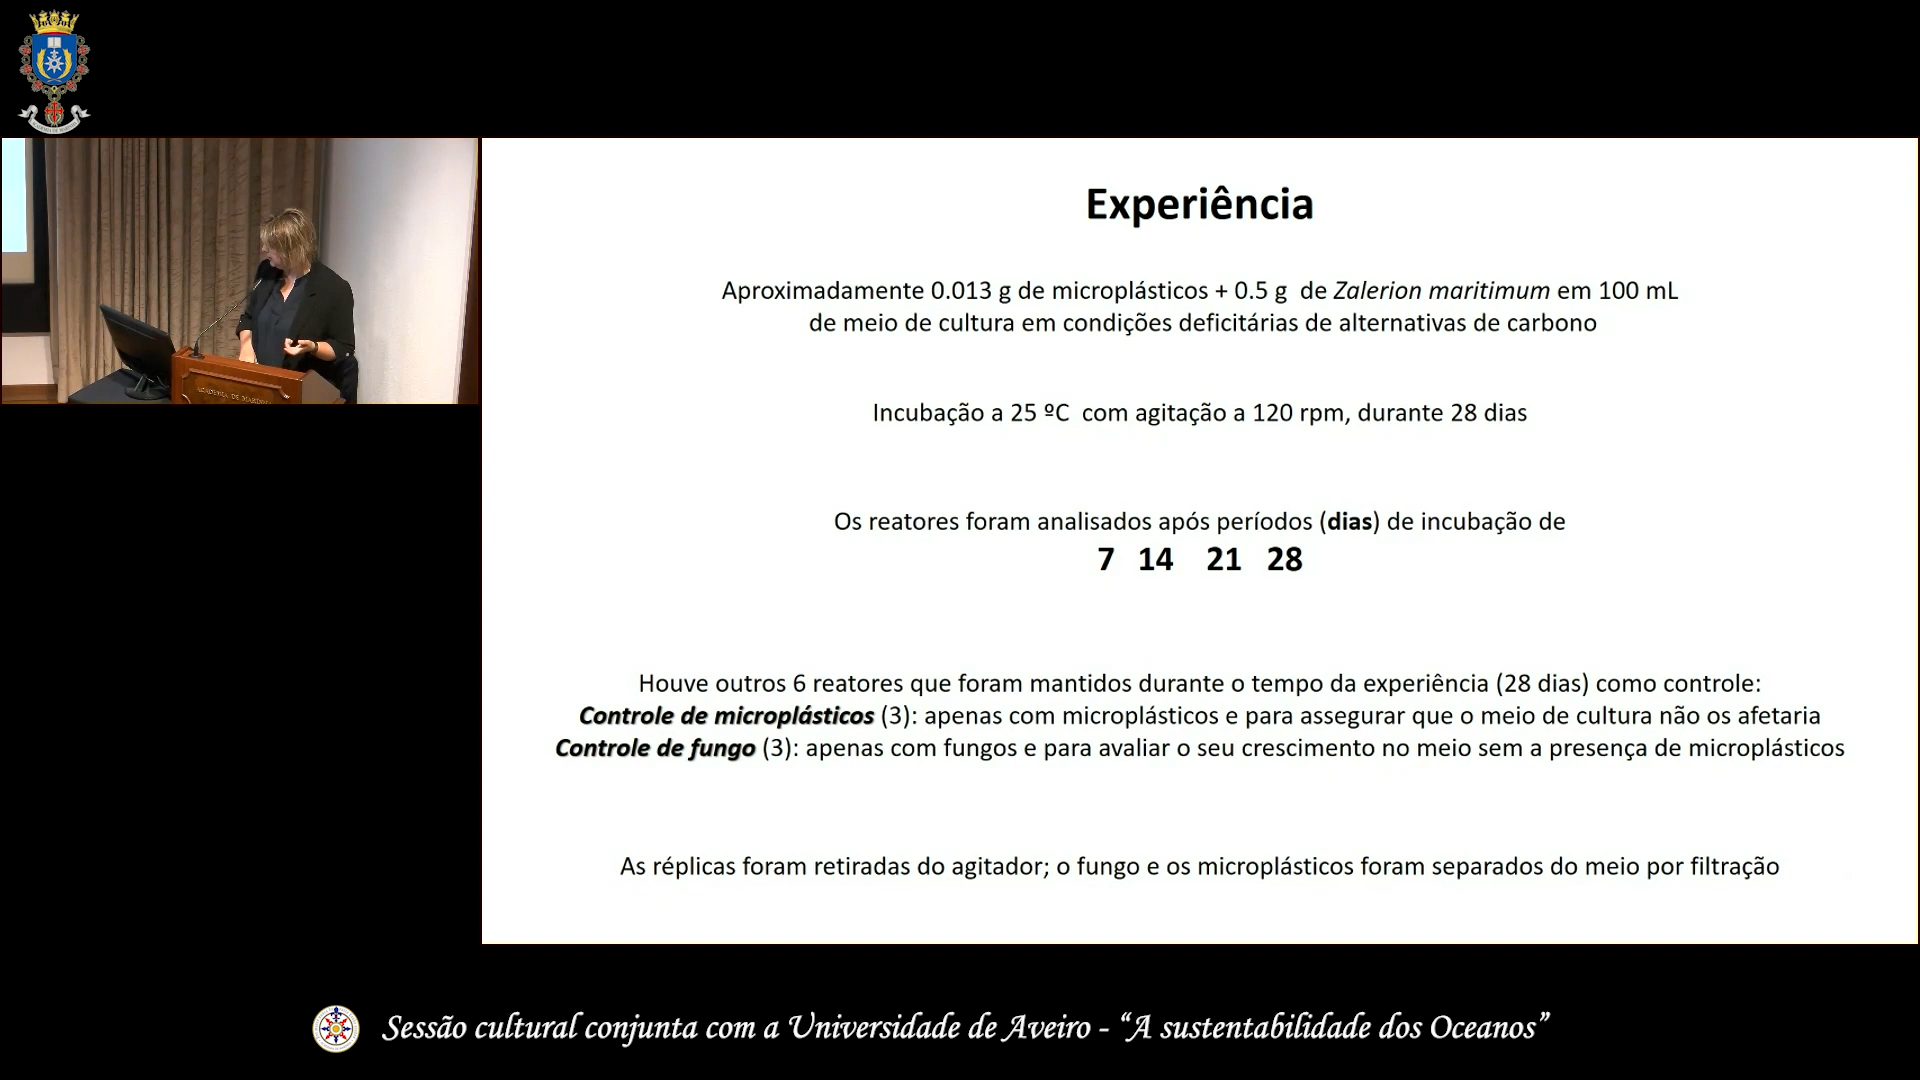 Experiência
Aproximadamente 0.013 g de microplásticos + 0.5 g de Zalerion maritimum em 100 mL
de meio de cultura em condições deficitárias de alternativas de carbono
Incubação a 25 ºC com agitação a 120 rpm, durante 28 dias
Os reatores foram analisados após períodos (dias) de incubação de
7 14 21 28
Houve outros 6 reatores que foram mantidos durante o tempo da experiência (28 dias) como controle:
Controle de microplásticos (3): apenas com microplásticos e para assegurar que o meio de cultura não os afetaria
Controle de fungo (3): apenas com fungos e para avaliar o seu crescimento no meio sem a presença de microplásticos
As réplicas foram retiradas do agitador; o fungo e os microplásticos foram separados do meio por filtração
Sessão cultural conjunta com a Universidade de Aveiro - “A sustentabilidade dos Oceanos”